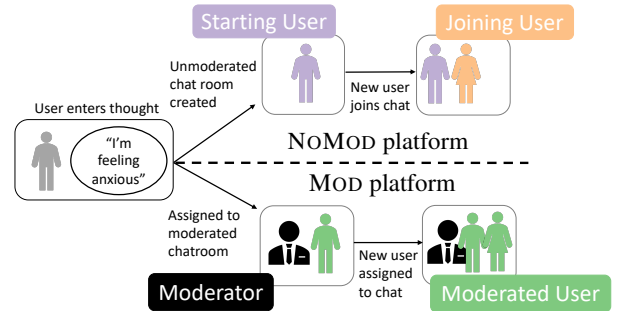 Starting User
Joining User
Unmoderated
chat room
created
New user
joins chat
User enters thought
"I'm
feeling
anxious"
NOMOD platform
MOD platform
Assigned to
moderated
chatroom
New user
assigned
to chat
Moderator
Moderated User